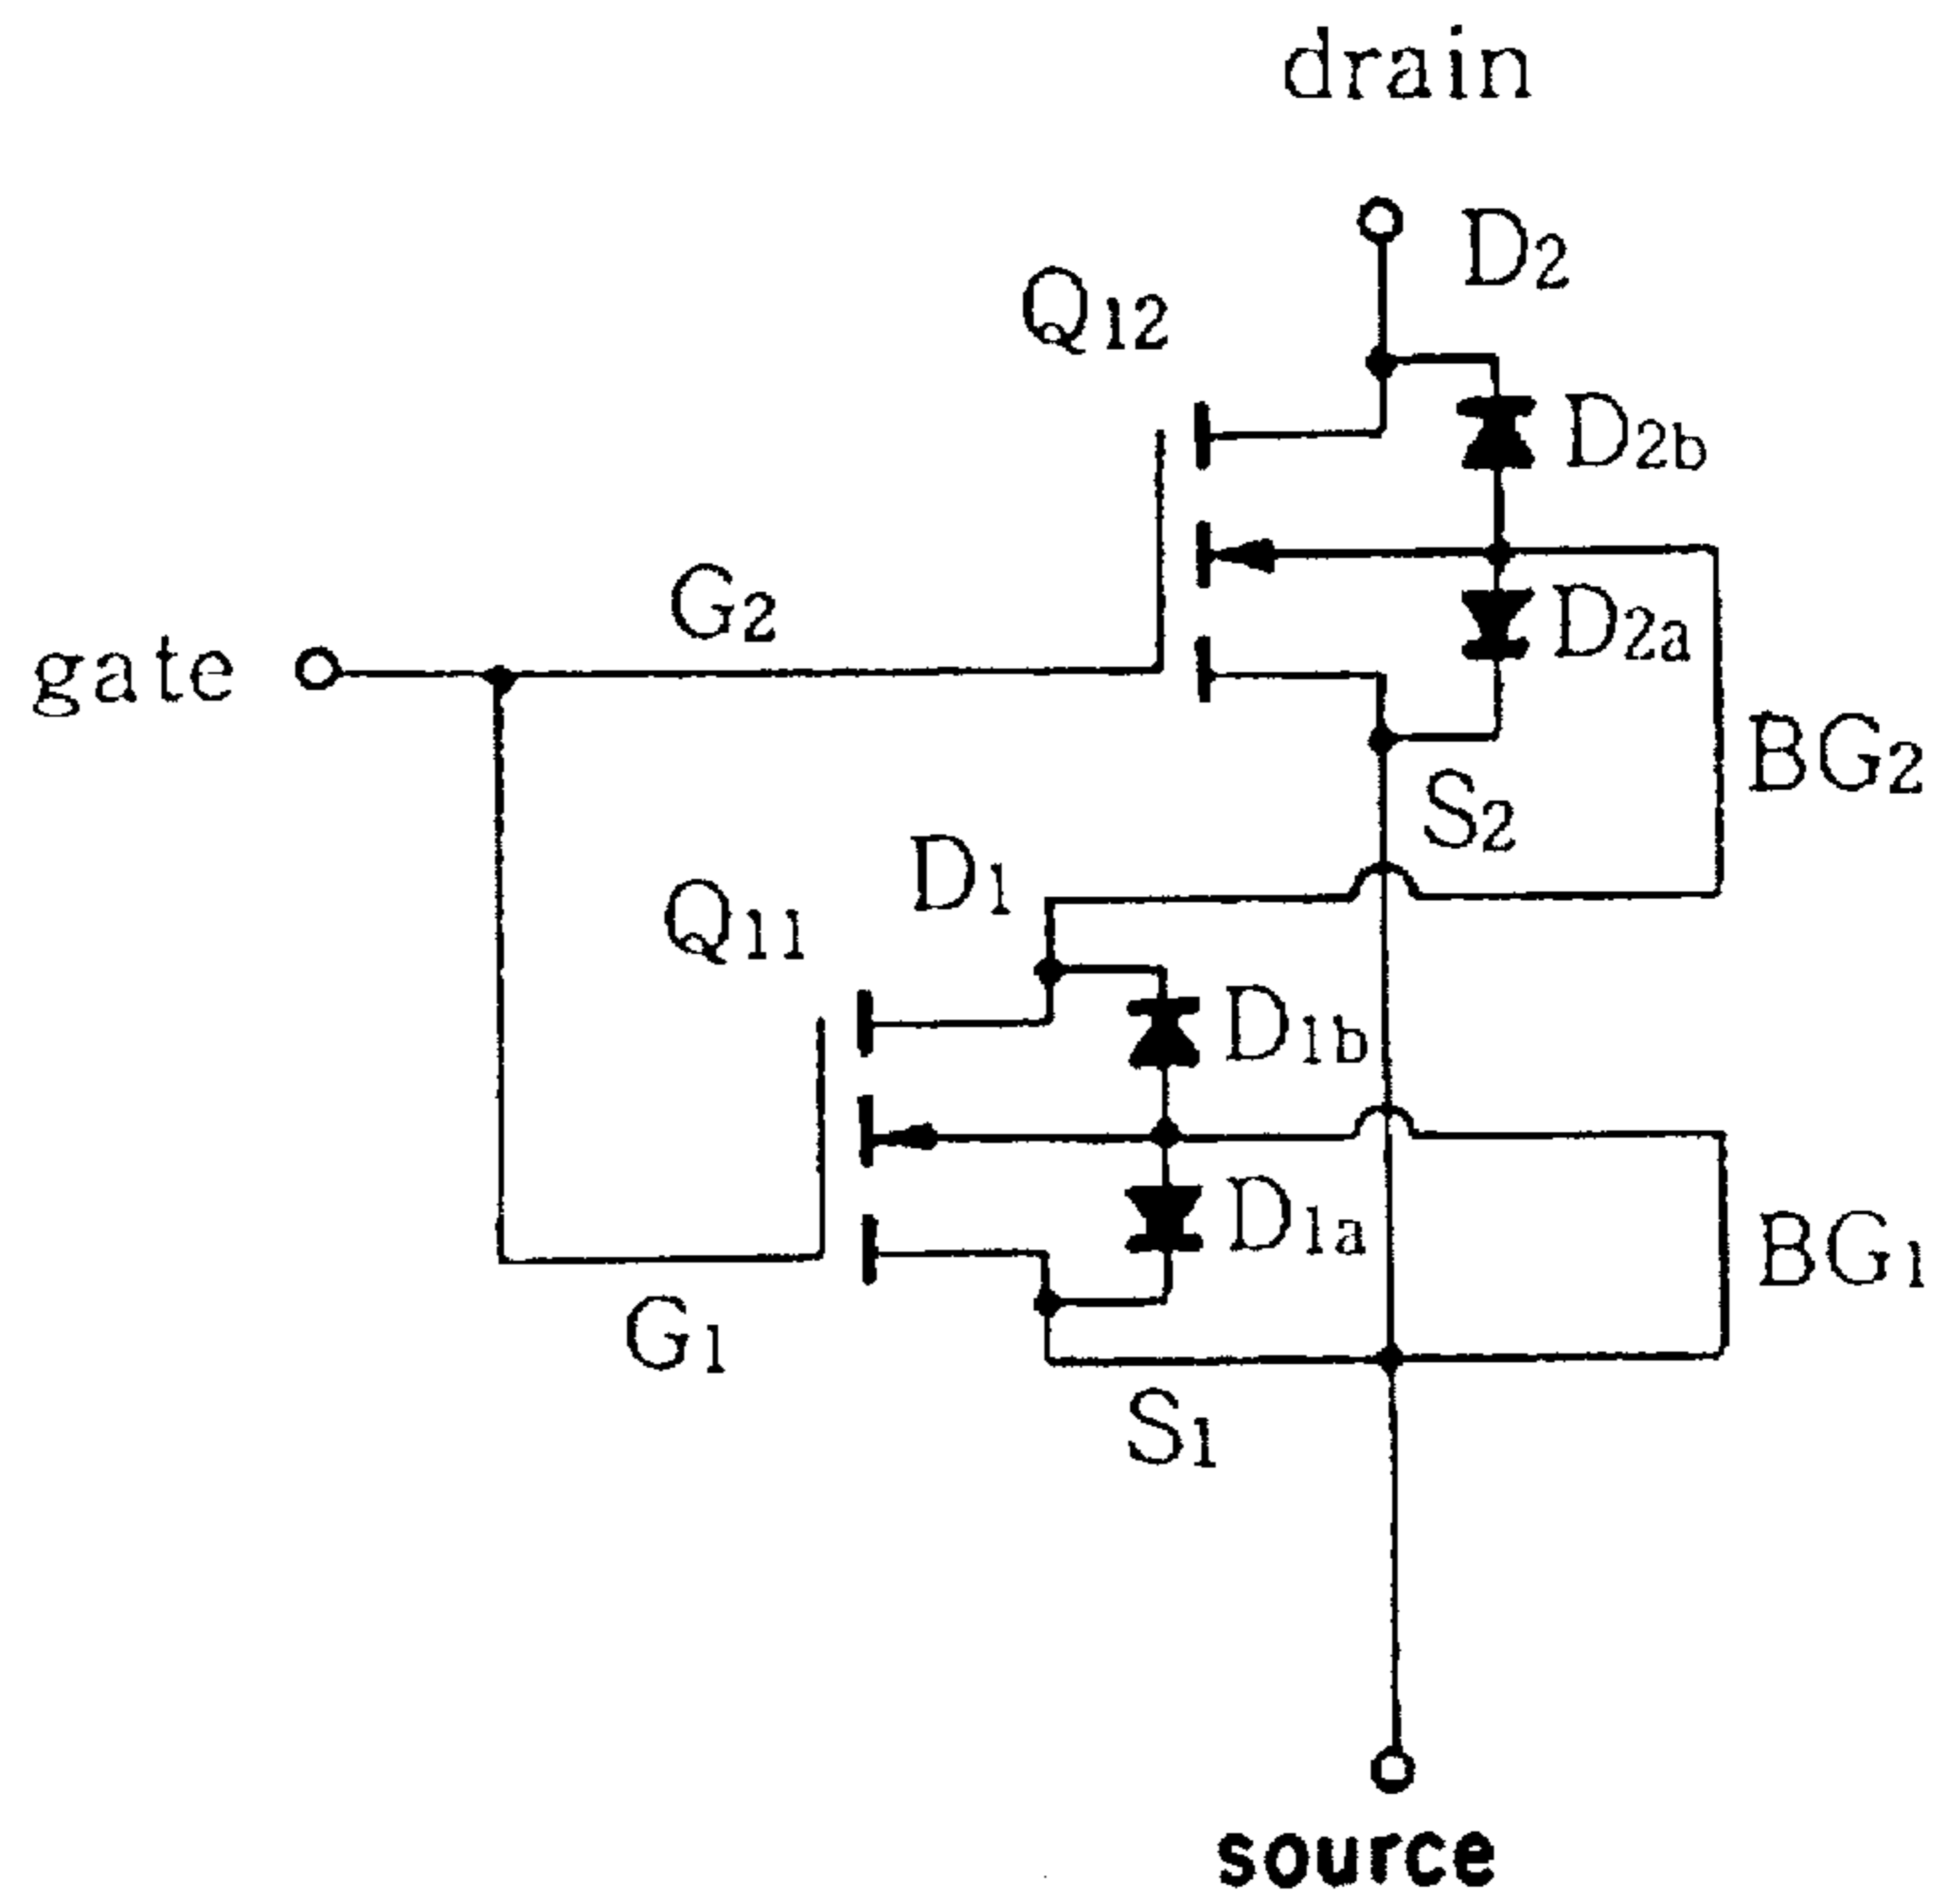 drain
D2
Q12
D2b
G2
D2a
gate
BG2
S2
D1
Q11
D1b
D1a
BG1
G1
S1
source